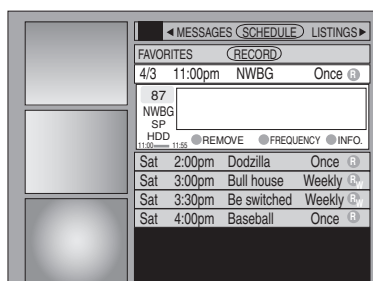 MESSAGES SCHEDULE LISTINGS
FAVORITES RECORD
4/3 11:00pm NWBG Once R
87
NWBG
SP
HDD
11:00 11:55 REMOVE FREQUENCY INFO.
Sat 2:00pm Dodzilla Once R
Sat 3:00pm Bull house Weekly R W
Sat 3:30pm Be switched Weekly R W
Sat 4:00pm Baseball Once R